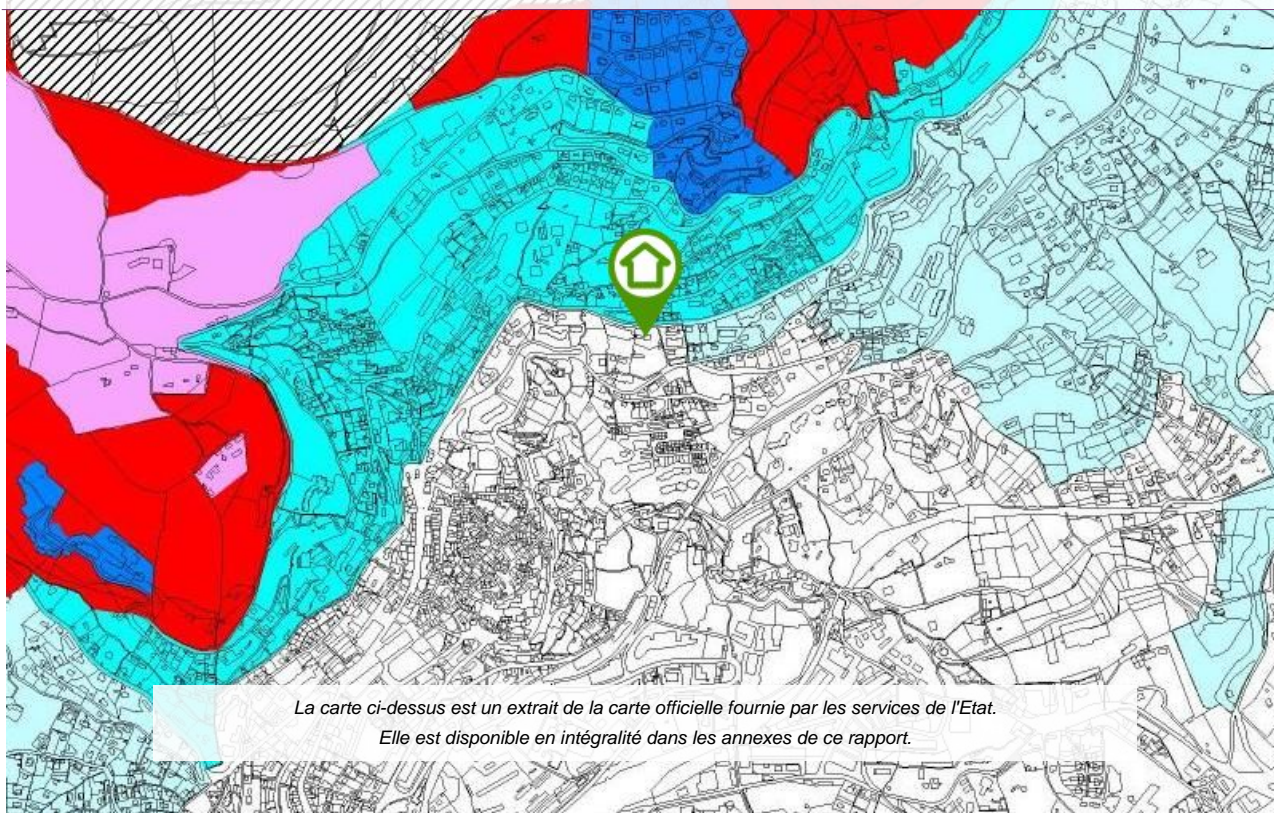 La carte ci-dessus est un extrait de la carte officielle fournie par les services de l'Etat.
Elle est disponible en intégralité dans les annexes de ce rapport.